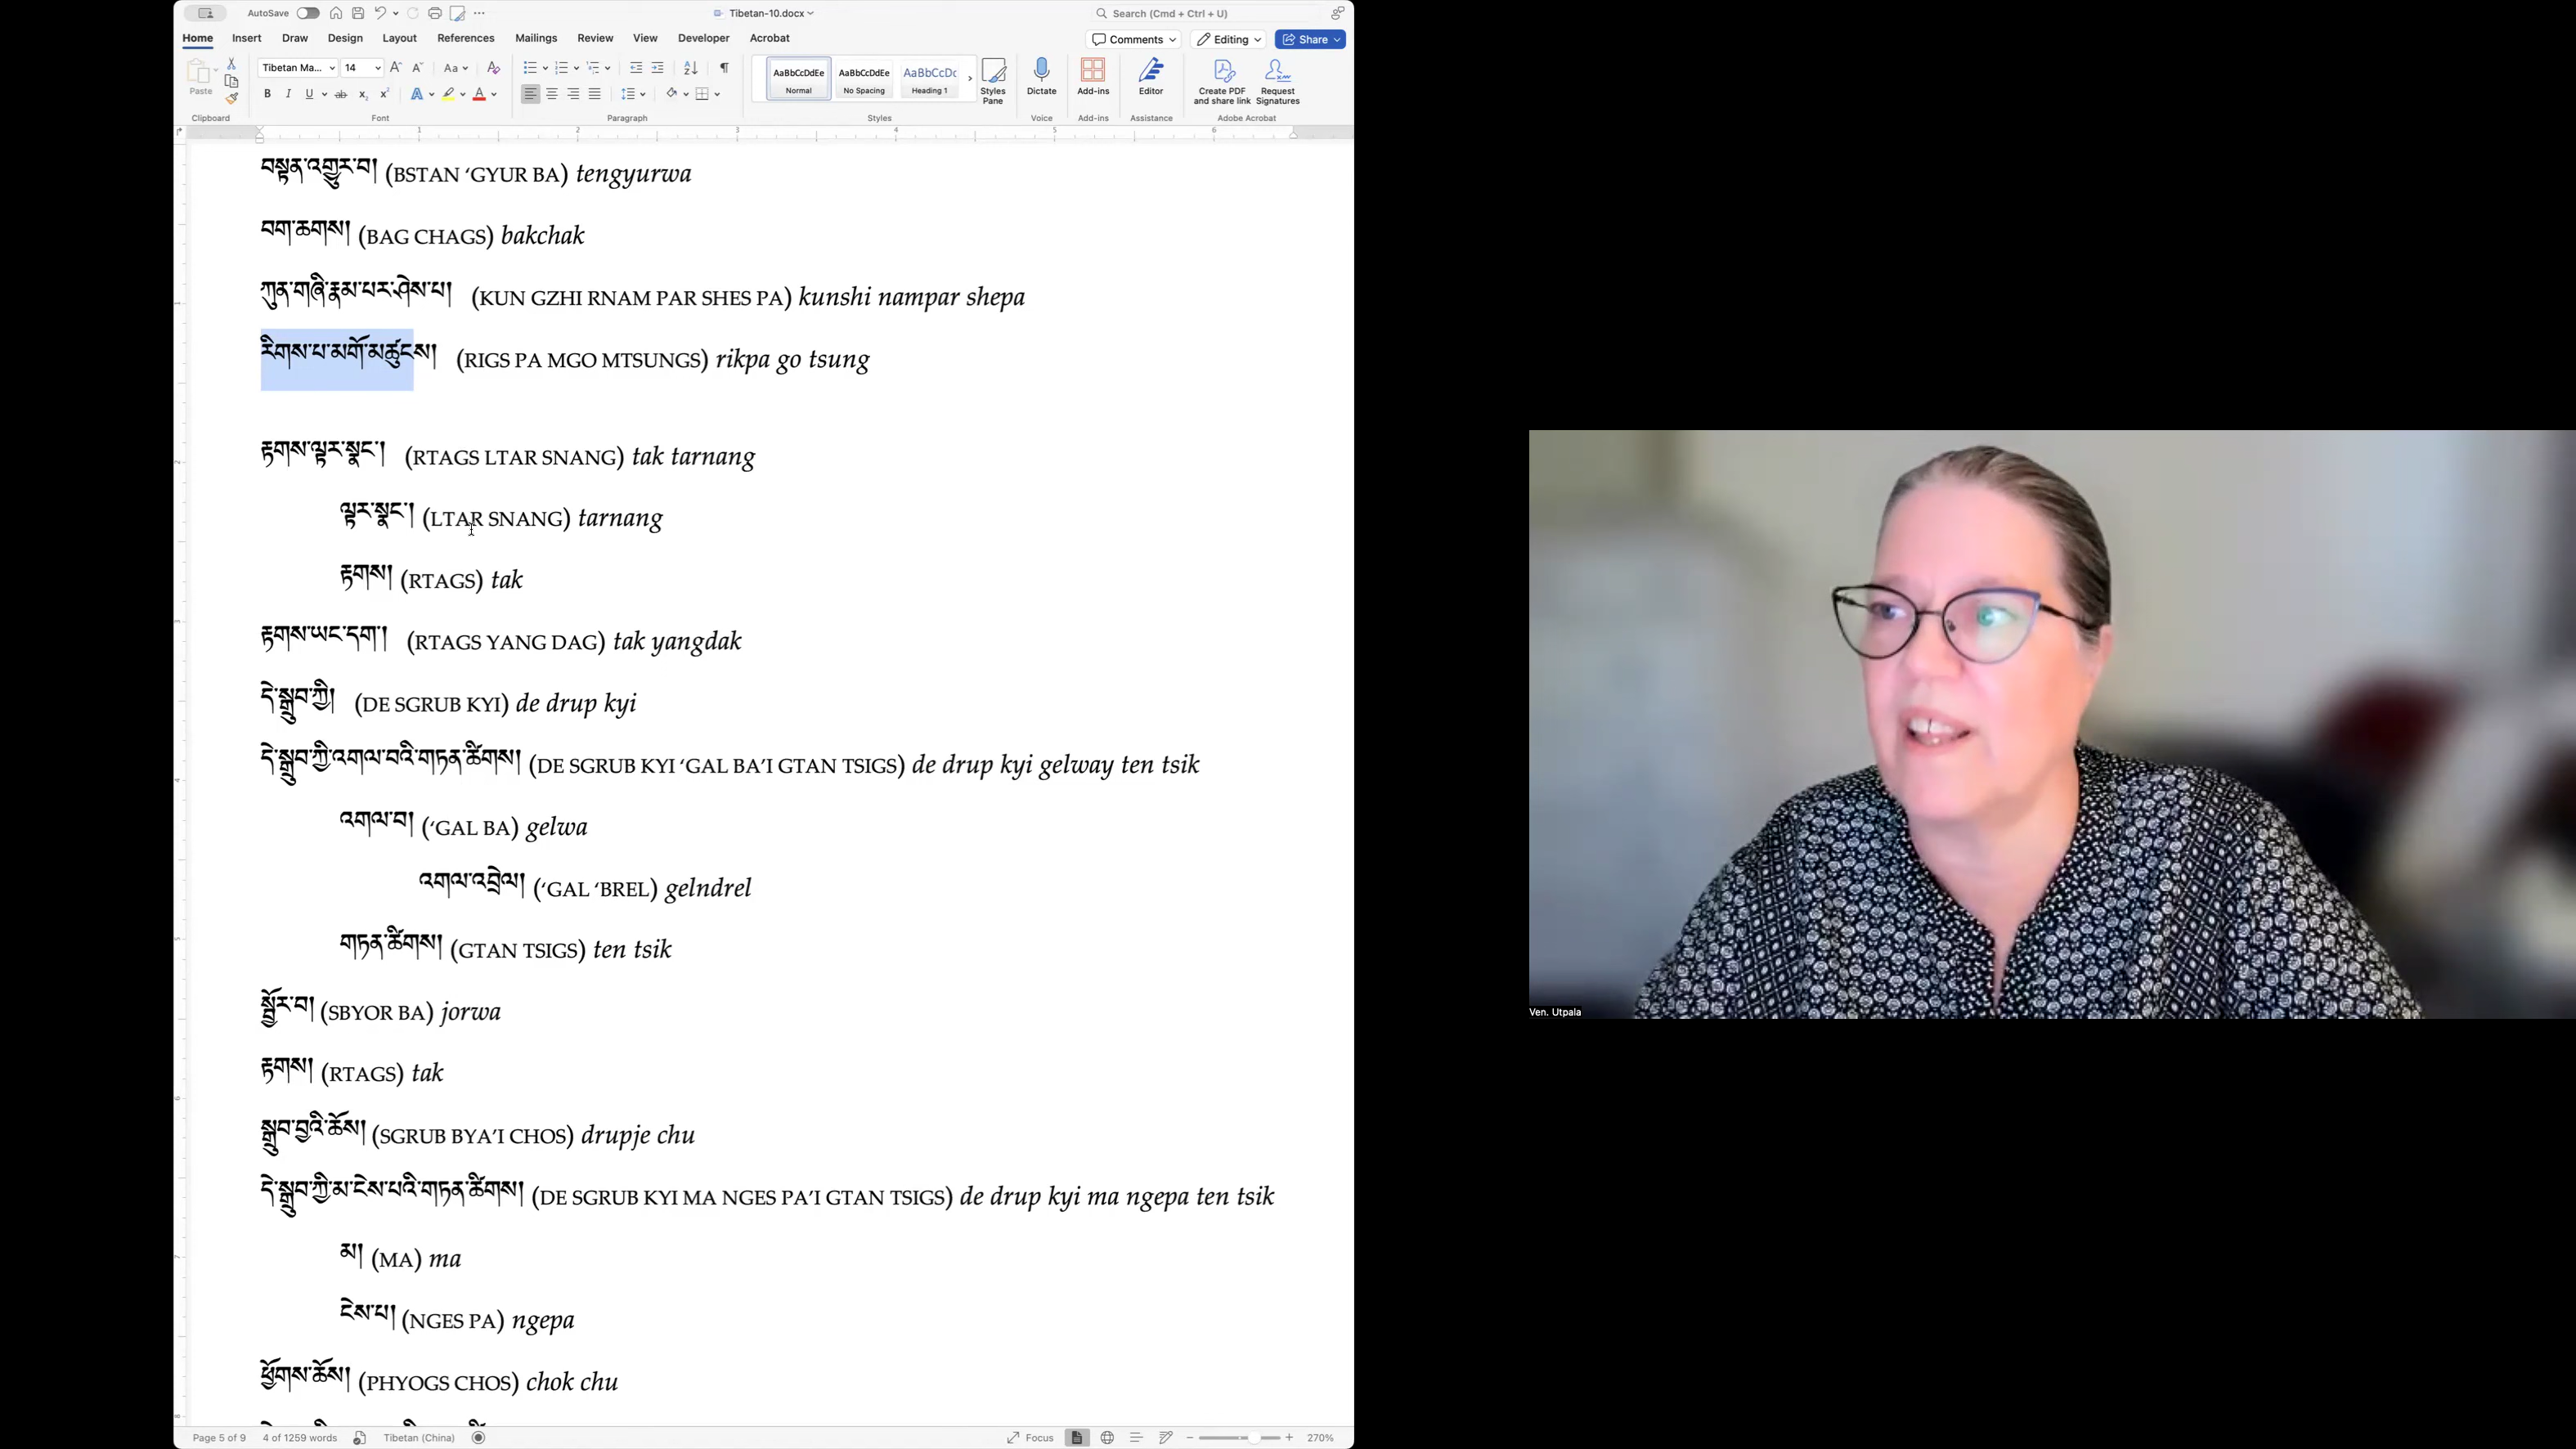 AutoSave
Tibetan-10.docx
Search (Cmd + Ctrl + U)
Home Insert Draw Design Layout References Mailings Review View Developer Acrobat
Comments Editing Share
Paste
Tibetan Ma... 14
Aa
AaBbCcDdEe AaBbCcDdEe AaBbCcDc
Normal No Spacing Heading 1
Styles Pane
Dictate
Add-ins
Editor
Create PDF and share link
Request Signatures
Clipboard Font Paragraph Styles Voice Add-ins Assistance Adobe Acrobat
1 2 3 4 5 6
བསྟན་འགྱུར་བ། (BSTAN ‘GYUR BA) tengyurwa
བག་ཆགས། (BAG CHAGS) bakchak
ཀུན་གཞི་རྣམ་པར་ཤེས་པ། (KUN GZHI RNAM PAR SHES PA) kunshi nampar shepa
རིགས་པ་མགོ་མཚུངས། (RIGS PA MGO MTSUNGS) rikpa go tsung
རྟགས་ལྟར་སྣང་། (RTAGS LTAR SNANG) tak tarnang
ལྟར་སྣང་། (LTAR SNANG) tarnang
རྟགས། (RTAGS) tak
རྟགས་ཡང་དག་། (RTAGS YANG DAG) tak yangdak
དེ་སྒྲུབ་ཀྱི། (DE SGRUB KYI) de drup kyi
དེ་སྒྲུབ་ཀྱི་འགལ་བའི་གཏན་ཚིགས། (DE SGRUB KYI ‘GAL BA’I GTAN TSIGS) de drup kyi gelway ten tsik
འགལ་བ། (‘GAL BA) gelwa
འགལ་འབྲེལ། (‘GAL ‘BREL) gelndrel
གཏན་ཚིགས། (GTAN TSIGS) ten tsik
སྦྱོར་བ། (SBYOR BA) jorwa
རྟགས། (RTAGS) tak
སྒྲུབ་བྱའི་ཆོས། (SGRUB BYA’I CHOS) drupje chu
དེ་སྒྲུབ་ཀྱི་མ་ངེས་པའི་གཏན་ཚིགས། (DE SGRUB KYI MA NGES PA’I GTAN TSIGS) de drup kyi ma ngepa ten tsik
མ། (MA) ma
ངེས་པ། (NGES PA) ngepa
ཕྱོགས་ཆོས། (PHYOGS CHOS) chok chu
Page 5 of 9 4 of 1259 words Tibetan (China) Focus 270%
Ven. Utpala